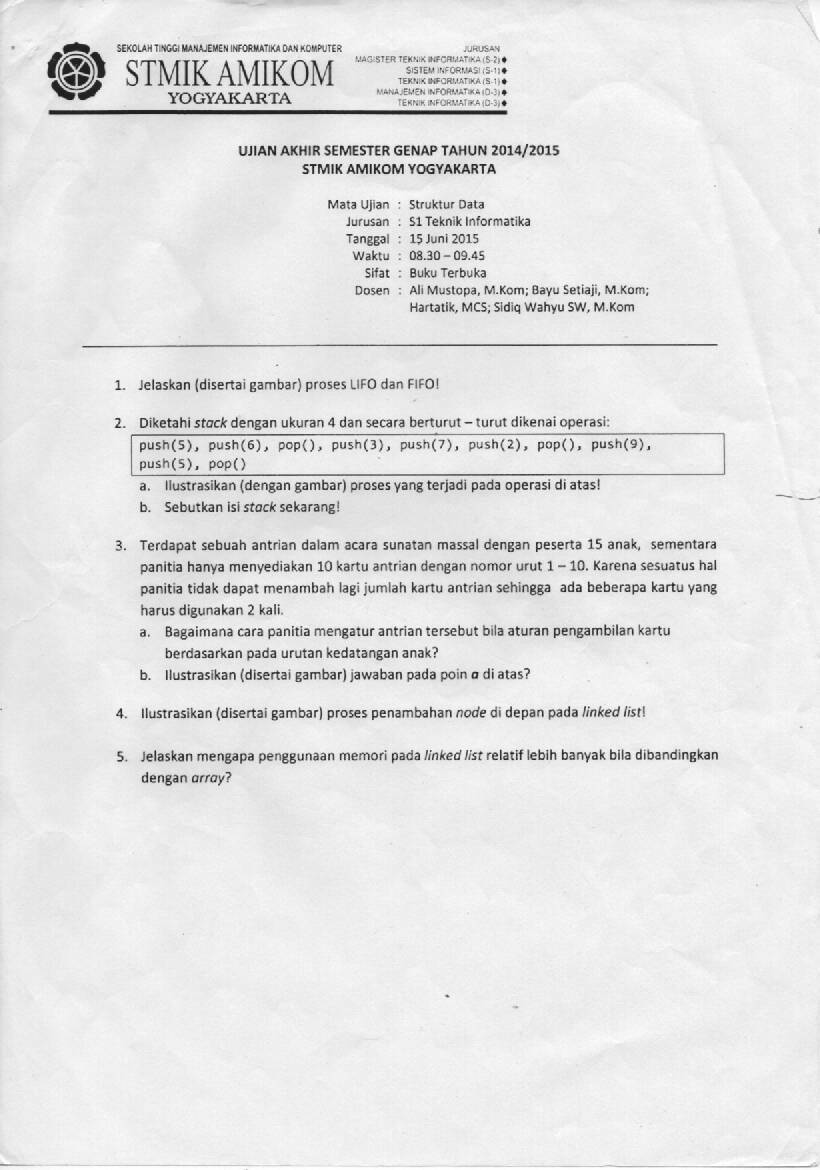 SEKOLAH TINGGI MANAJEMEN INFORMATIKA DAN KOMPUTER
STMIK AMIKOM
YOGYAKARTA
JURUSAN
MAGISTER TEKNIK INFORMATIKA (S-2)◆
SISTEM INFORMASI (S-1)◆
TEKNIK INFORMATIKA (S-1)◆
MANAJEMEN INFORMATIKA (D-3)◆
TEKNIK INFORMATIKA (D-3)◆
UJIAN AKHIR SEMESTER GENAP TAHUN 2014/2015
STMIK AMIKOM YOGYAKARTA
Mata Ujian : Struktur Data
Jurusan : S1 Teknik Informatika
Tanggal : 15 Juni 2015
Waktu : 08.30 – 09.45
Sifat : Buku Terbuka
Dosen : Ali Mustopa, M.Kom; Bayu Setiaji, M.Kom;
Hartatik, MCS; Sidiq Wahyu SW, M.Kom
1. Jelaskan (disertai gambar) proses LIFO dan FIFO!
2. Diketahi stack dengan ukuran 4 dan secara berturut – turut dikenai operasi:
push(5), push(6), pop(), push(3), push(7), push(2), pop(), push(9),
push(5), pop()
a. Ilustrasikan (dengan gambar) proses yang terjadi pada operasi di atas!
b. Sebutkan isi stack sekarang!
3. Terdapat sebuah antrian dalam acara sunatan massal dengan peserta 15 anak, sementara
panitia hanya menyediakan 10 kartu antrian dengan nomor urut 1 – 10. Karena sesuatus hal
panitia tidak dapat menambah lagi jumlah kartu antrian sehingga ada beberapa kartu yang
harus digunakan 2 kali.
a. Bagaimana cara panitia mengatur antrian tersebut bila aturan pengambilan kartu
berdasarkan pada urutan kedatangan anak?
b. Ilustrasikan (disertai gambar) jawaban pada poin a di atas?
4. Ilustrasikan (disertai gambar) proses penambahan node di depan pada linked list!
5. Jelaskan mengapa penggunaan memori pada linked list relatif lebih banyak bila dibandingkan
dengan array?